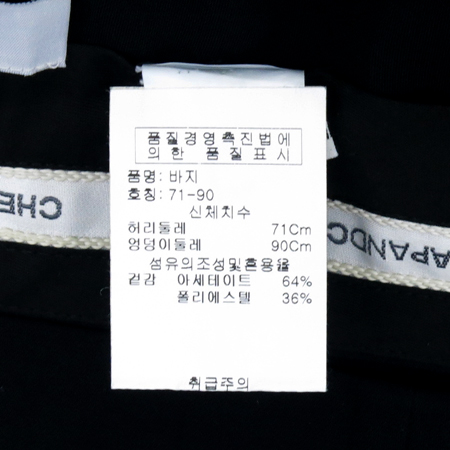 품질경영촉진법에
의한 품질표시
품명: 바지
호칭: 71-90
신체치수
허리둘레 71Cm
엉덩이둘레 90Cm
섬유의조성및혼용율
겉감 아세테이트 64%
폴리에스텔 36%
취급주의
CHE
APANDO